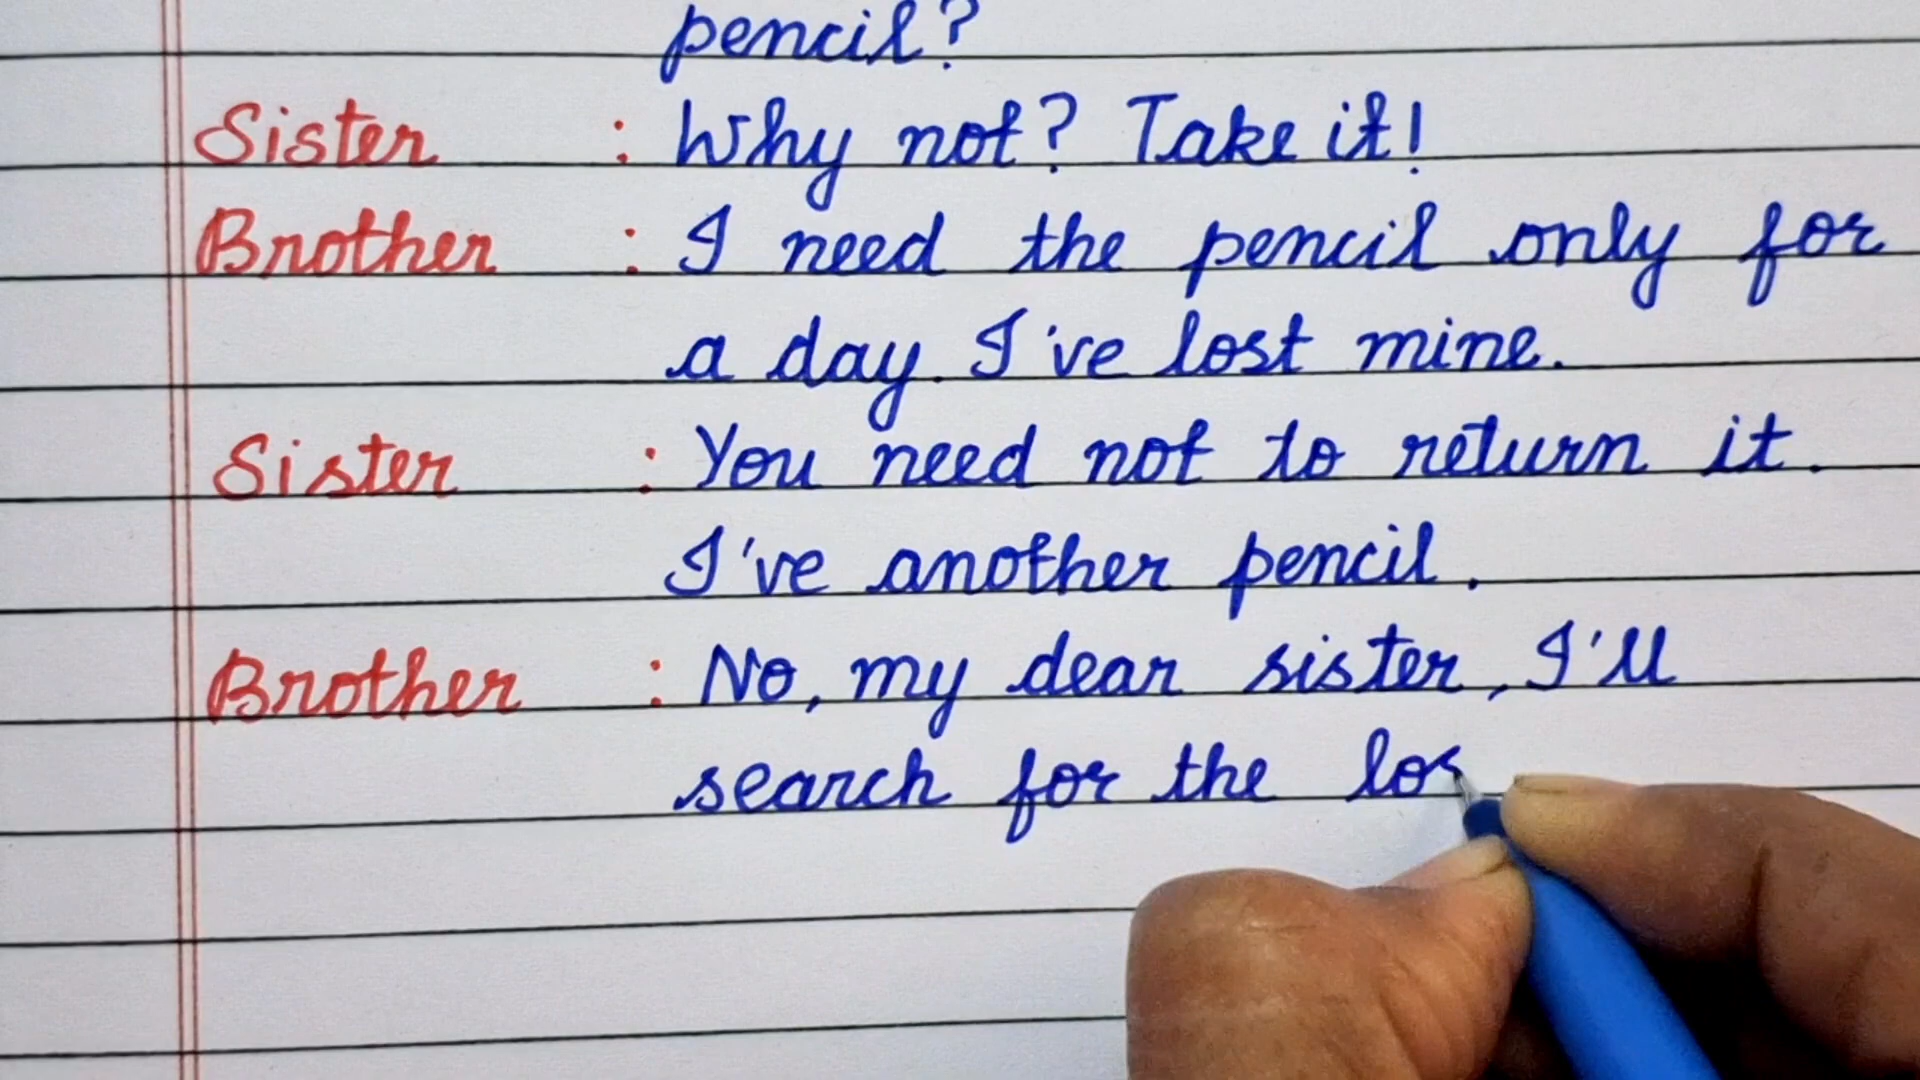 pencil?
Sister : Why not? Take it!
Brother : I need the pencil only for
a day. I've lost mine.
Sister : You need not to return it.
I've another pencil.
Brother : No, my dear sister, I'll
search for the los